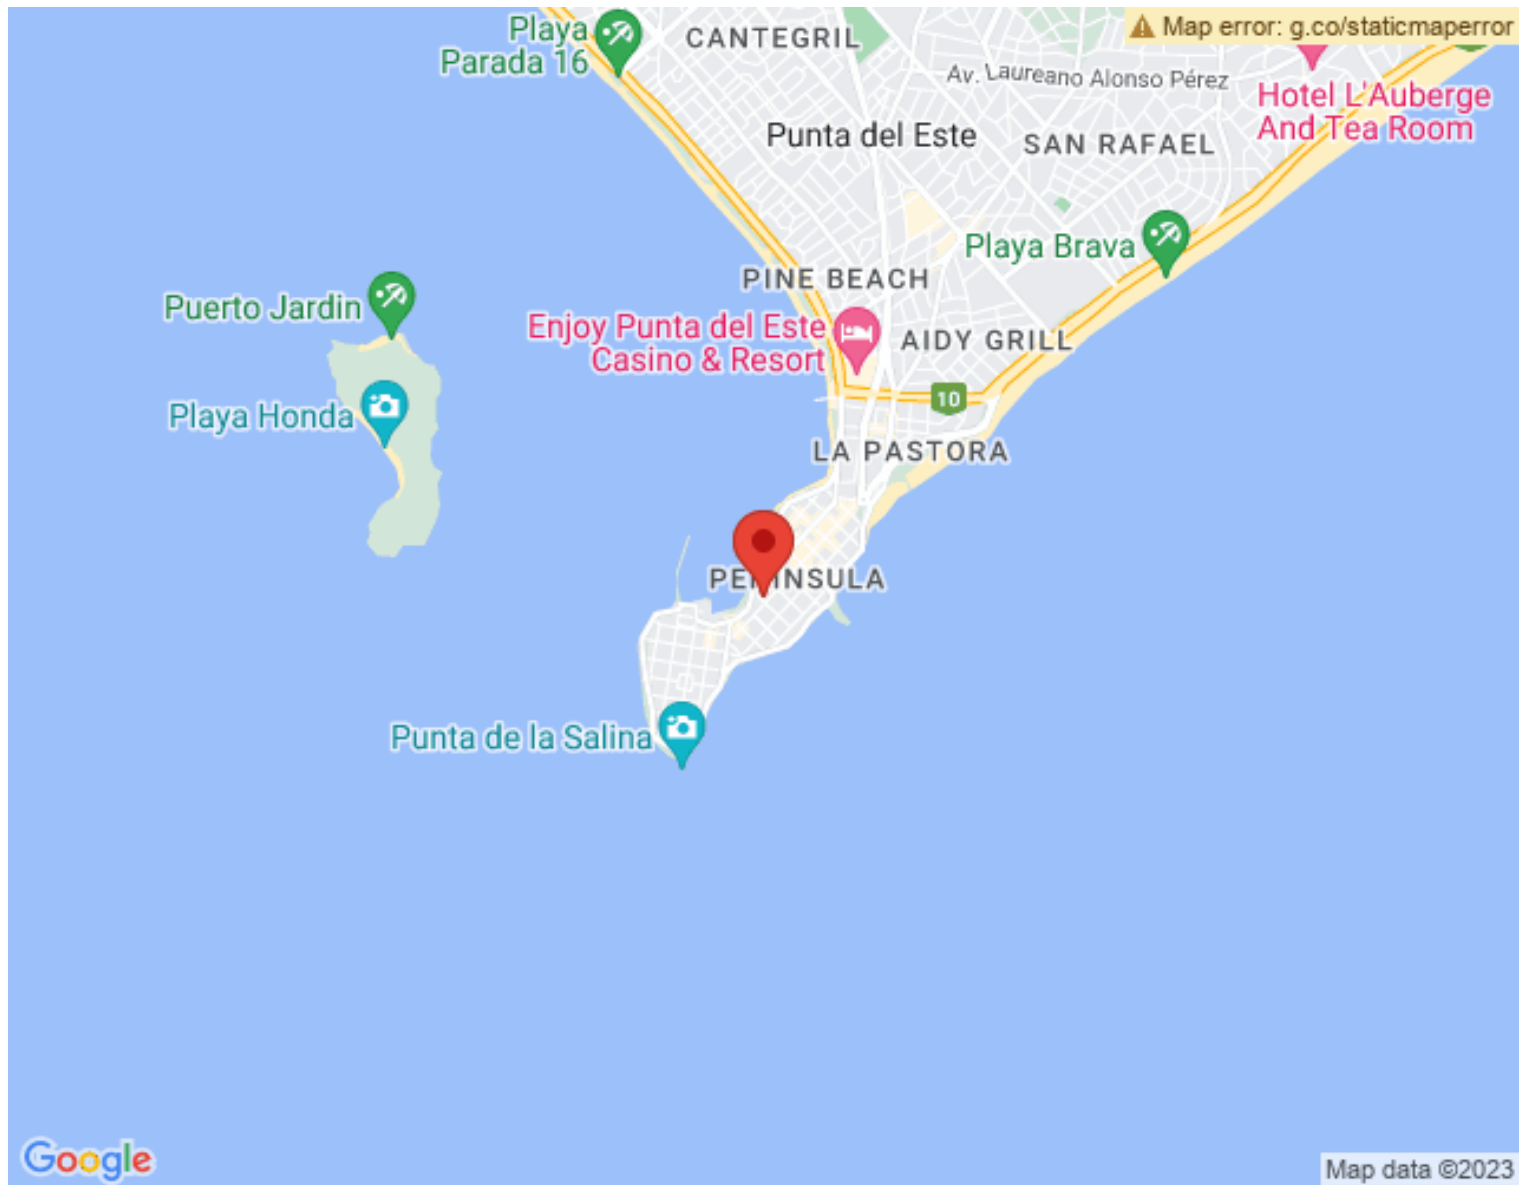 Playa
Parada 16
CANTEGRIL
Map error: g.co/staticmaperror
Av. Laureano Alonso Pérez
Hotel L'Auberge
And Tea Room
Punta del Este
SAN RAFAEL
Playa Brava
PINE BEACH
Puerto Jardin
Enjoy Punta del Este
Casino & Resort
AIDY GRILL
10
Playa Honda
LA PASTORA
PENINSULA
Punta de la Salina
Google
Map data ©2023